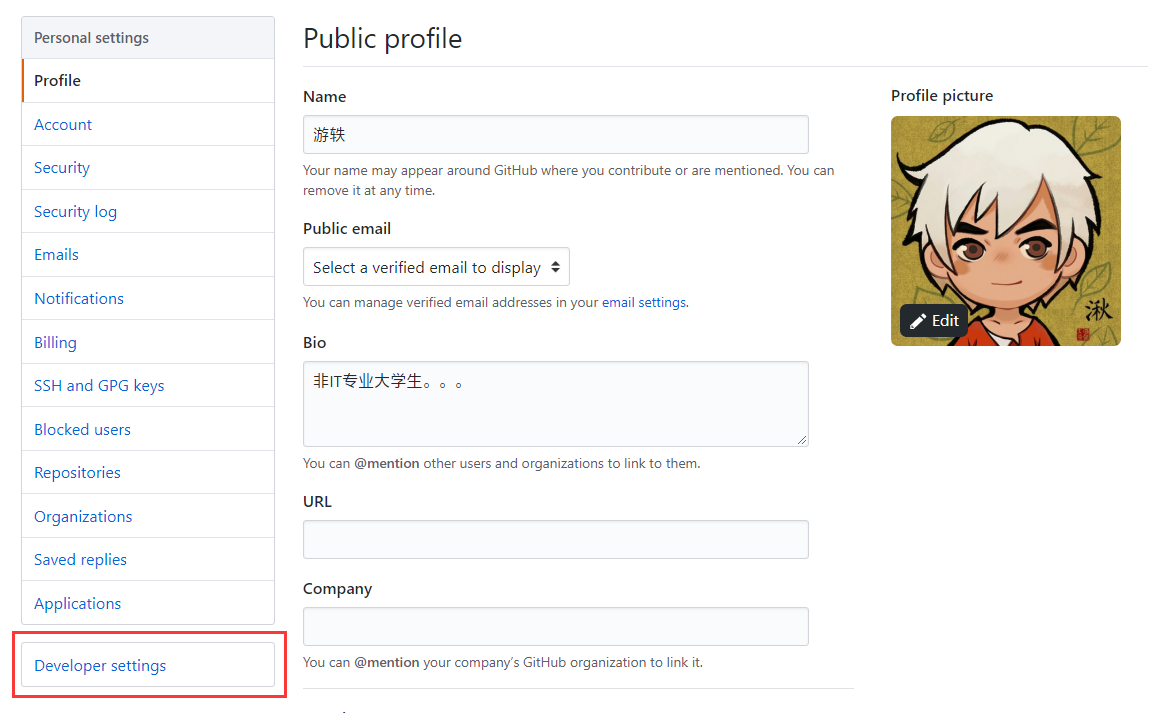 Personal settings
Profile
Account
Security
Security log
Emails
Notifications
Billing
SSH and GPG keys
Blocked users
Repositories
Organizations
Saved replies
Applications
Developer settings
Public profile
Name
游轶
Your name may appear around GitHub where you contribute or are mentioned. You can
remove it at any time.
Public email
Select a verified email to display
You can manage verified email addresses in your email settings.
Bio
非IT专业大学生。。。
You can @mention other users and organizations to link to them.
URL
Company
You can @mention your company’s GitHub organization to link it.
Profile picture
湫
Edit